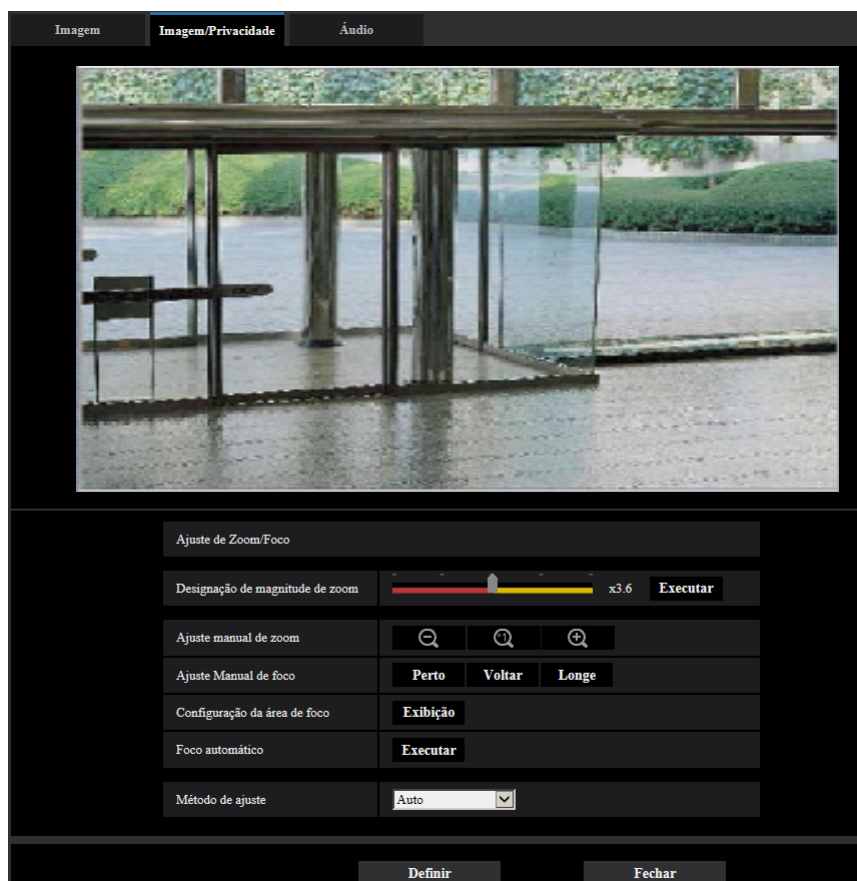 Imagem Imagem/Privacidade Áudio
Ajuste de Zoom/Foco
Designação de magnitude de zoom x3.6 Executar
Ajuste manual de zoom ×1
Ajuste Manual de foco Perto Voltar Longe
Configuração da área de foco Exibição
Foco automático Executar
Método de ajuste Auto
Definir Fechar